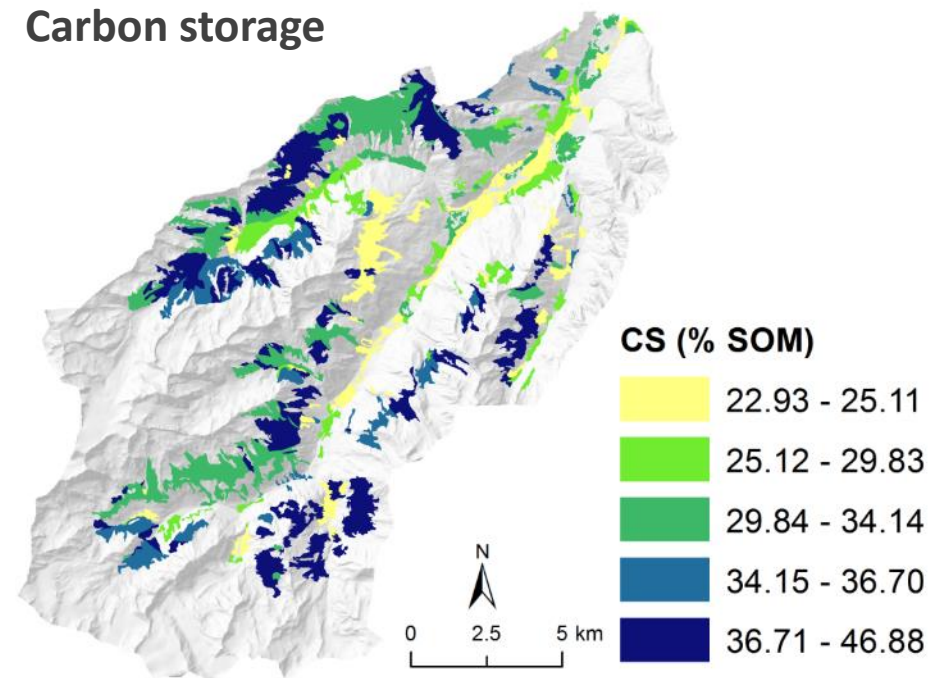 Carbon storage
CS (% SOM)
22.93 - 25.11
25.12 - 29.83
29.84 - 34.14
34.15 - 36.70
36.71 - 46.88
N
0 2.5 5 km